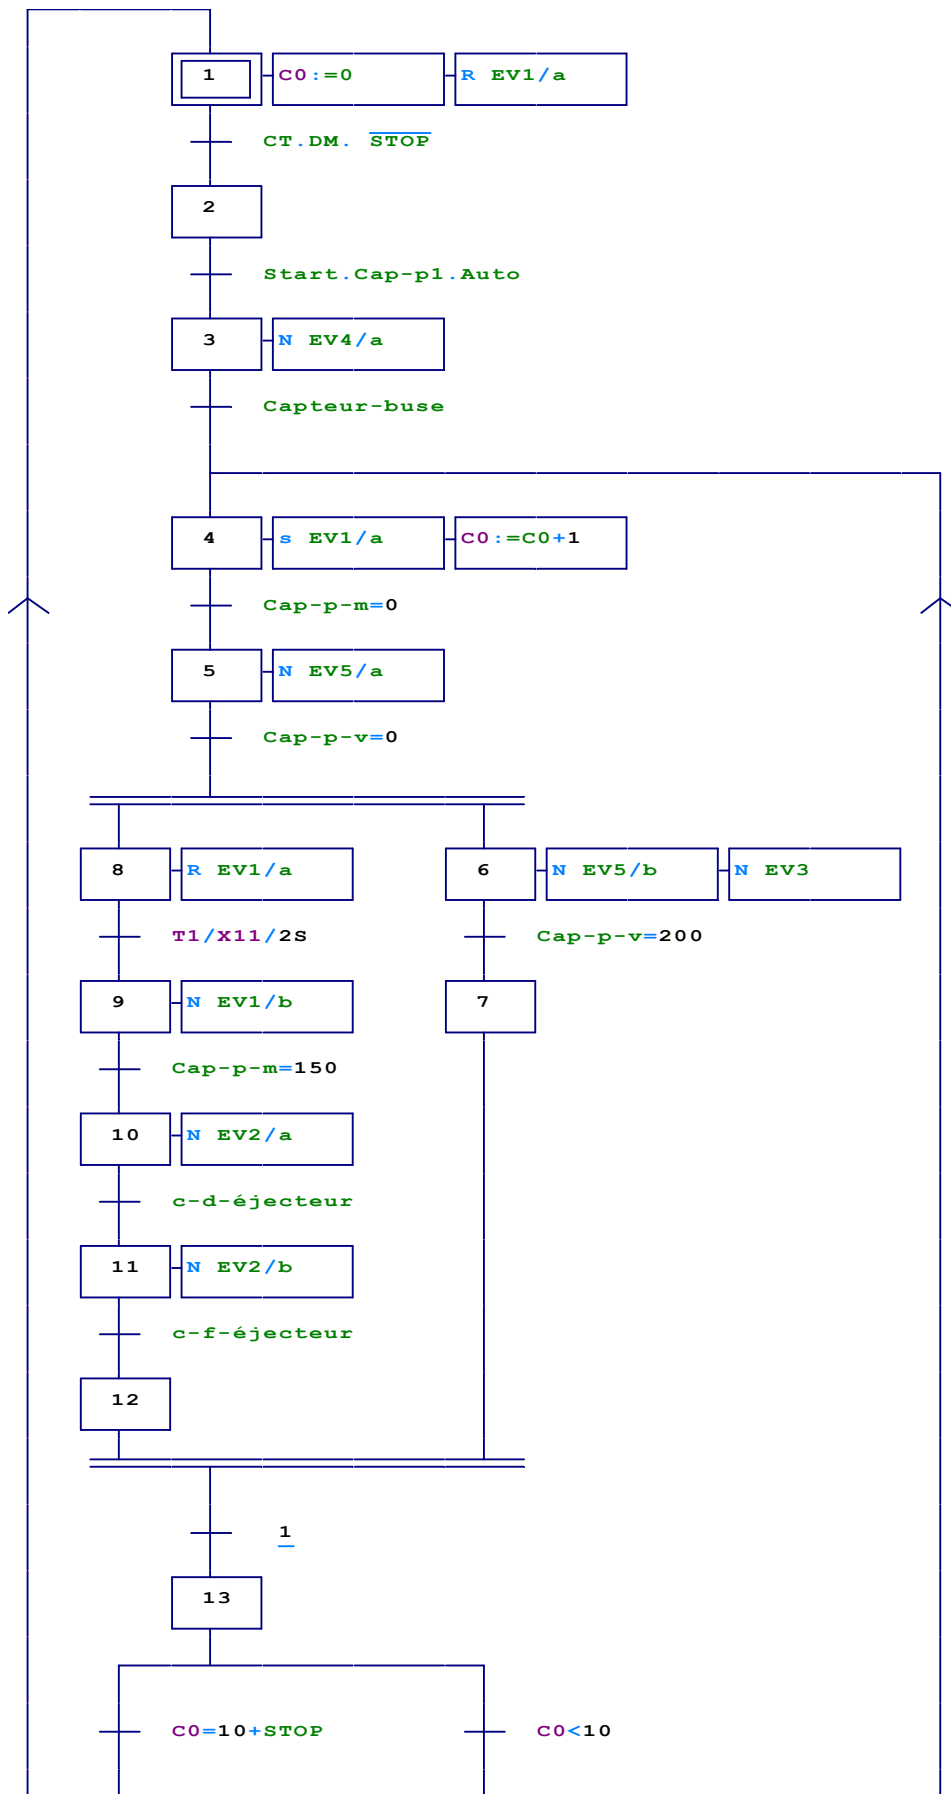 1 C0:=0 R EV1/a
CT.DM. STOP
2
Start.Cap-p1.Auto
3 N EV4/a
Capteur-buse
4 s EV1/a C0:=C0+1
Cap-p-m=0
5 N EV5/a
Cap-p-v=0
8 R EV1/a 6 N EV5/b N EV3
T1/X11/2S Cap-p-v=200
9 N EV1/b 7
Cap-p-m=150
10 N EV2/a
c-d-éjecteur
11 N EV2/b
c-f-éjecteur
12
1
13
C0=10+STOP C0<10